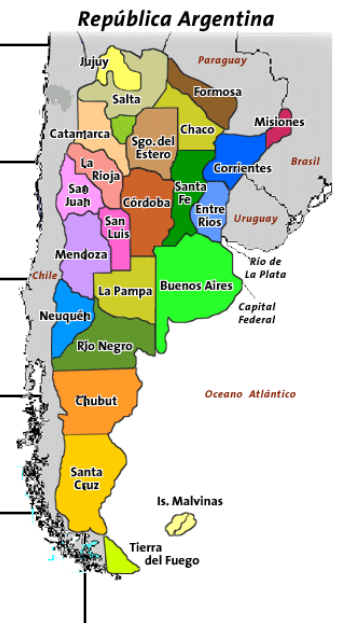 República Argentina
Jujuy
Paraguay
Salta
Formosa
Catamarca
Chaco
Misiones
Sgo. del
Estero
La
Rioja
Brasil
Corrientes
San
Juan
Santa
Fe
Córdoba
Entre
Ríos
San
Luis
Uruguay
Mendoza
Río de
La Plata
Chile
La Pampa
Buenos Aires
Capital
Federal
Neuquén
Río Negro
Chubut
Oceano Atlántico
Santa
Cruz
Is. Malvinas
Tierra
del Fuego